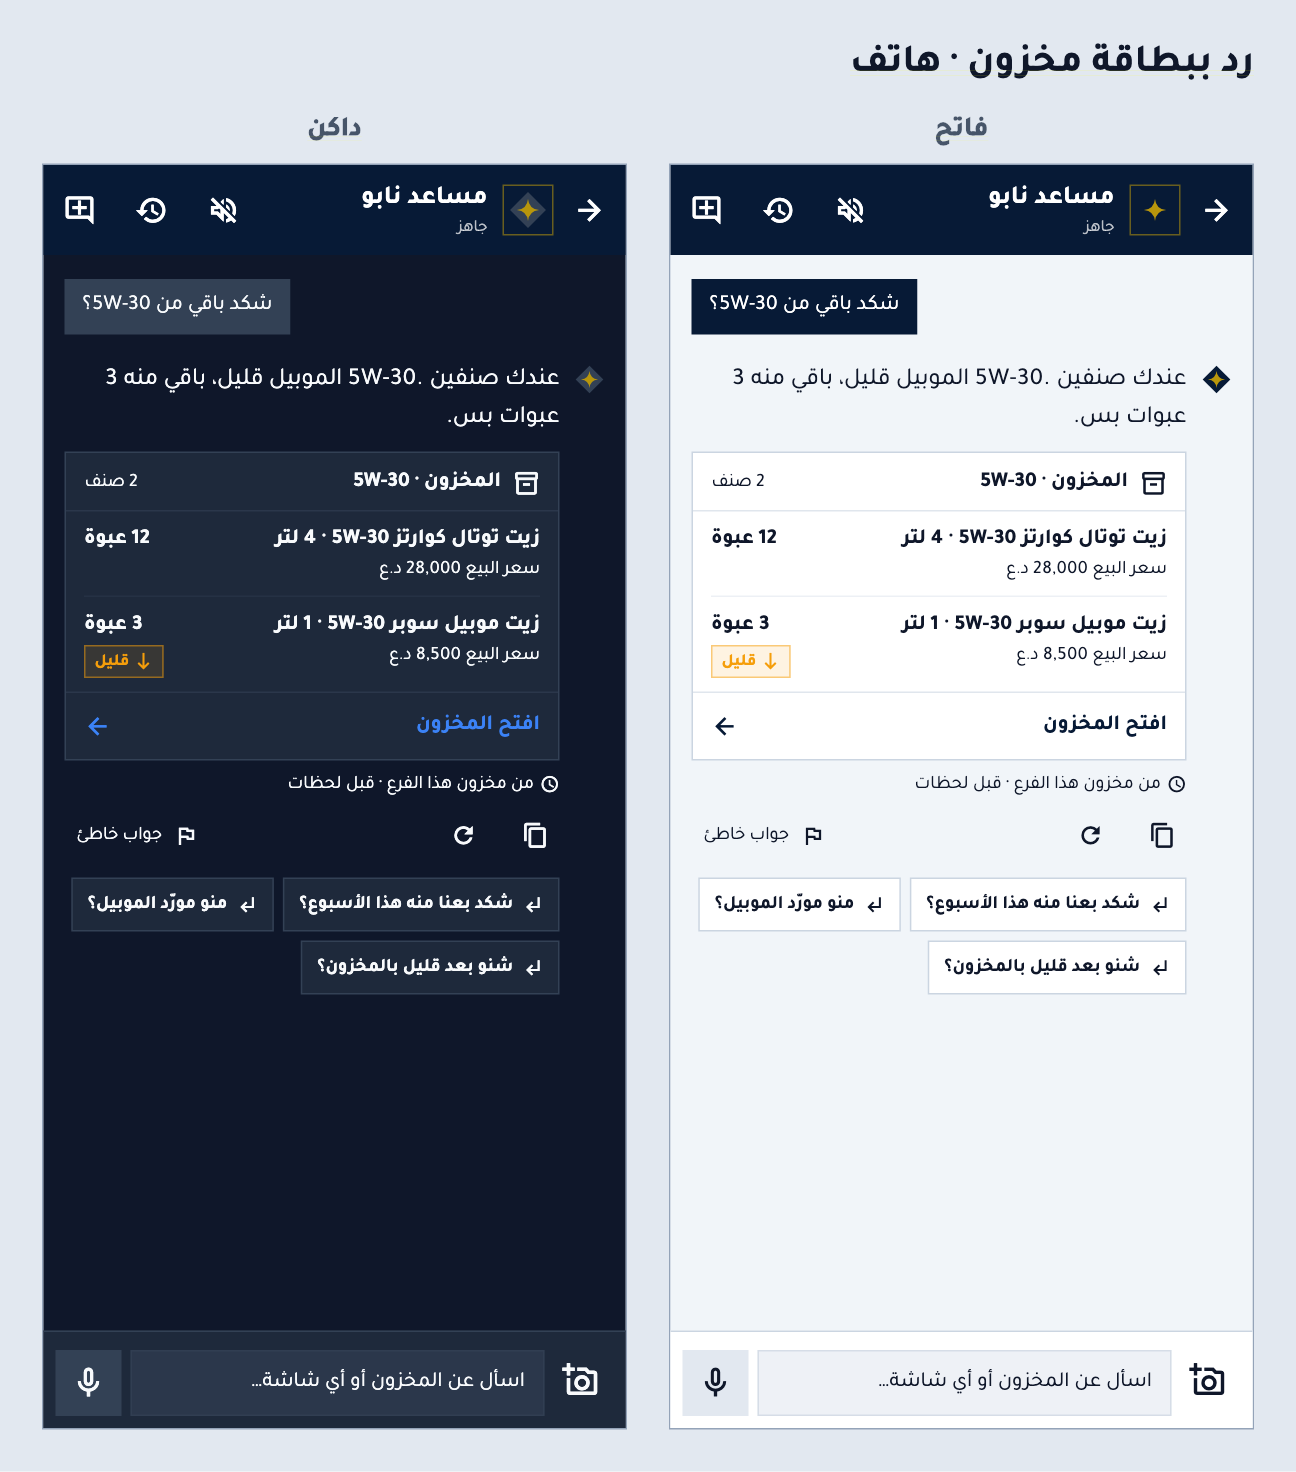 رد ببطاقة مخزون · هاتف
فاتح
مساعد نابو
جاهز
شكد باقي من 5W-30؟
عندك صنفين 5W-30. الموبيل قليل، باقي منه 3
عبوات بس.
المخزون · 5W-30
2 صنف
زيت توتال كوارتز 5W-30 · 4 لتر
12 عبوة
سعر البيع 28,000 د.ع
زيت موبيل سوبر 5W-30 · 1 لتر
3 عبوة
سعر البيع 8,500 د.ع
قليل
افتح المخزون
من مخزون هذا الفرع · قبل لحظات
جواب خاطئ
شكد بعنا منه هذا الأسبوع؟
منو مورّد الموبيل؟
شنو بعد قليل بالمخزون؟
اسأل عن المخزون أو أي شاشة…
داكن
مساعد نابو
جاهز
شكد باقي من 5W-30؟
عندك صنفين 5W-30. الموبيل قليل، باقي منه 3
عبوات بس.
المخزون · 5W-30
2 صنف
زيت توتال كوارتز 5W-30 · 4 لتر
12 عبوة
سعر البيع 28,000 د.ع
زيت موبيل سوبر 5W-30 · 1 لتر
3 عبوة
سعر البيع 8,500 د.ع
قليل
افتح المخزون
من مخزون هذا الفرع · قبل لحظات
جواب خاطئ
شكد بعنا منه هذا الأسبوع؟
منو مورّد الموبيل؟
شنو بعد قليل بالمخزون؟
اسأل عن المخزون أو أي شاشة…